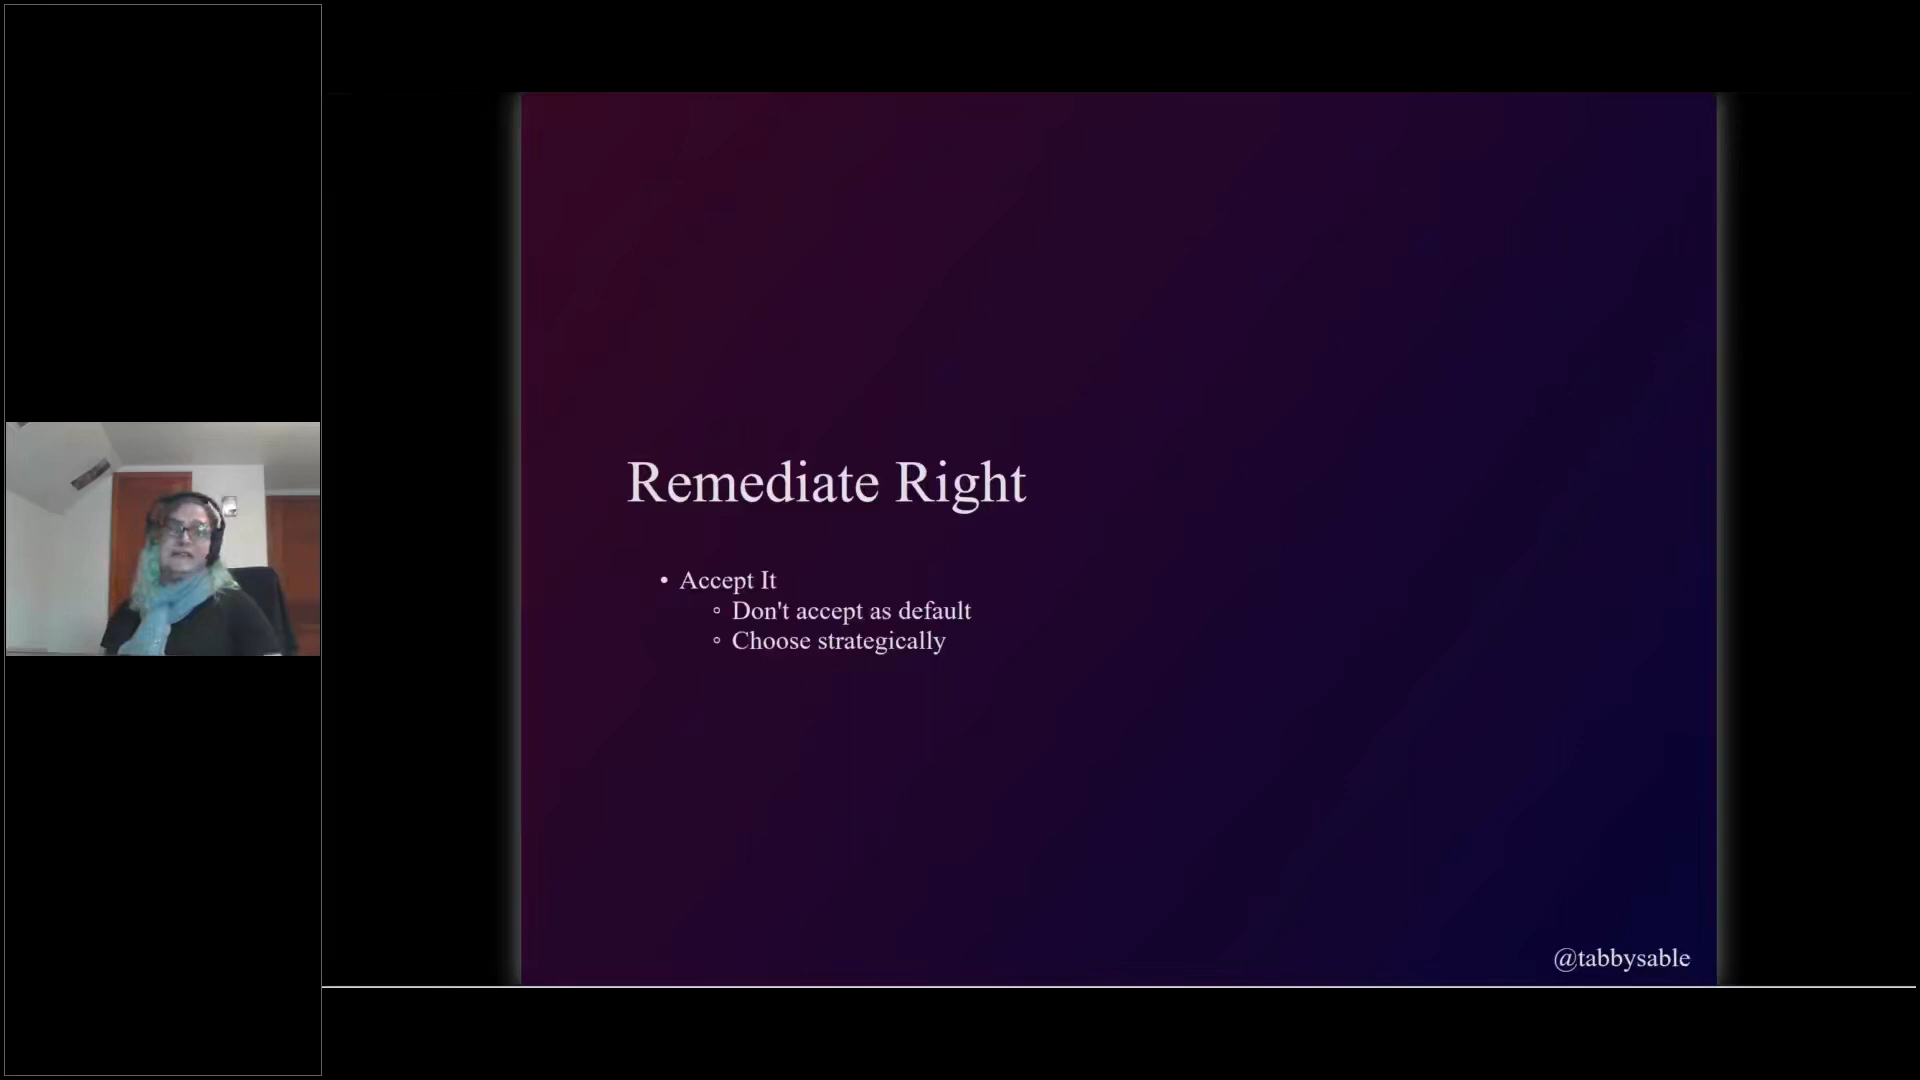 Remediate Right
• Accept It
◦ Don't accept as default
◦ Choose strategically
@tabbysable